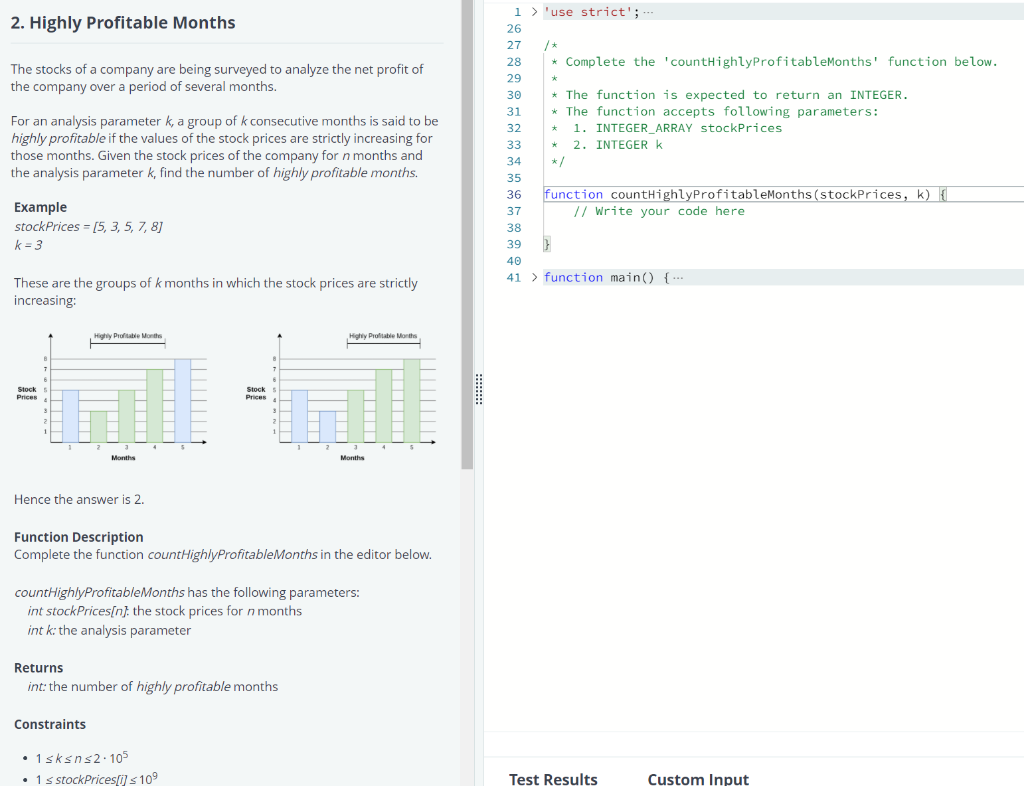 2. Highly Profitable Months
The stocks of a company are being surveyed to analyze the net profit of
the company over a period of several months.
For an analysis parameter k, a group of k consecutive months is said to be
highly profitable if the values of the stock prices are strictly increasing for
those months. Given the stock prices of the company for n months and
the analysis parameter k, find the number of highly profitable months.
Example
stockPrices = [5, 3, 5, 7, 8]
k = 3
These are the groups of k months in which the stock prices are strictly
increasing:
Highly Profitable Months
8
7
6
5
4
3
2
1
Stock
Prices
1 2 3 4 5
Months
Highly Profitable Months
8
7
6
5
4
3
2
1
Stock
Prices
1 2 3 4 5
Months
Hence the answer is 2.
Function Description
Complete the function countHighlyProfitableMonths in the editor below.
countHighlyProfitableMonths has the following parameters:
int stockPrices[n]: the stock prices for n months
int k: the analysis parameter
Returns
int: the number of highly profitable months
Constraints
• 1 ≤ k ≤ n ≤ 2 · 10⁵
• 1 ≤ stockPrices[i] ≤ 10⁹
1 > 'use strict'; ···
26
27 /*
28 * Complete the 'countHighlyProfitableMonths' function below.
29 *
30 * The function is expected to return an INTEGER.
31 * The function accepts following parameters:
32 * 1. INTEGER_ARRAY stockPrices
33 * 2. INTEGER k
34 */
35
36 function countHighlyProfitableMonths(stockPrices, k) {
37 // Write your code here
38
39 }
40
41 > function main() { ···
Test Results Custom Input